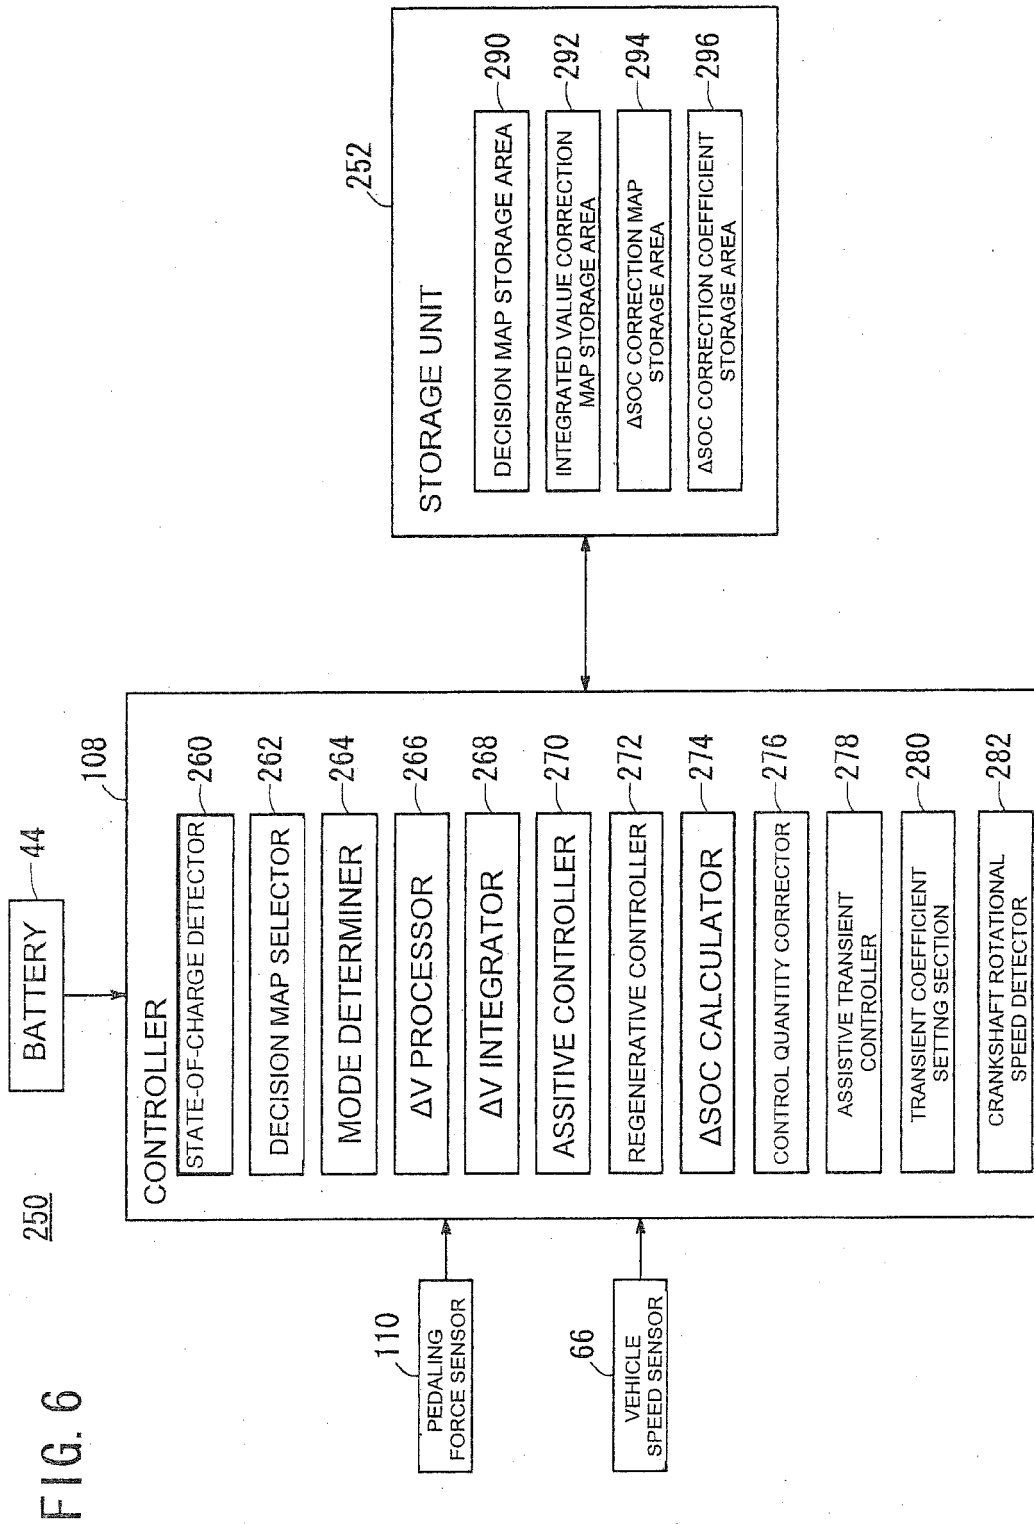 FIG. 6
250
BATTERY
44
108
CONTROLLER
STATE-OF-CHARGE DETECTOR
260
DECISION MAP SELECTOR
262
MODE DETERMINER
264
ΔV PROCESSOR
266
ΔV INTEGRATOR
268
ASSITIVE CONTROLLER
270
REGENERATIVE CONTROLLER
272
ΔSOC CALCULATOR
274
CONTROL QUANTITY CORRECTOR
276
ASSISTIVE TRANSIENT
CONTROLLER
278
TRANSIENT COEFFICIENT
SETTNG SECTION
280
CRANKSHAFT ROTATIONAL
SPEED DETECTOR
282
110
PEDALING
FORCE SENSOR
66
VEHICLE
SPEED SENSOR
252
STORAGE UNIT
DECISION MAP STORAGE AREA
290
INTEGRATED VALUE CORRECTION
MAP STORAGE AREA
292
ΔSOC CORRECTION MAP
STORAGE AREA
294
ΔSOC CORRECTION COEFFICIENT
STORAGE AREA
296